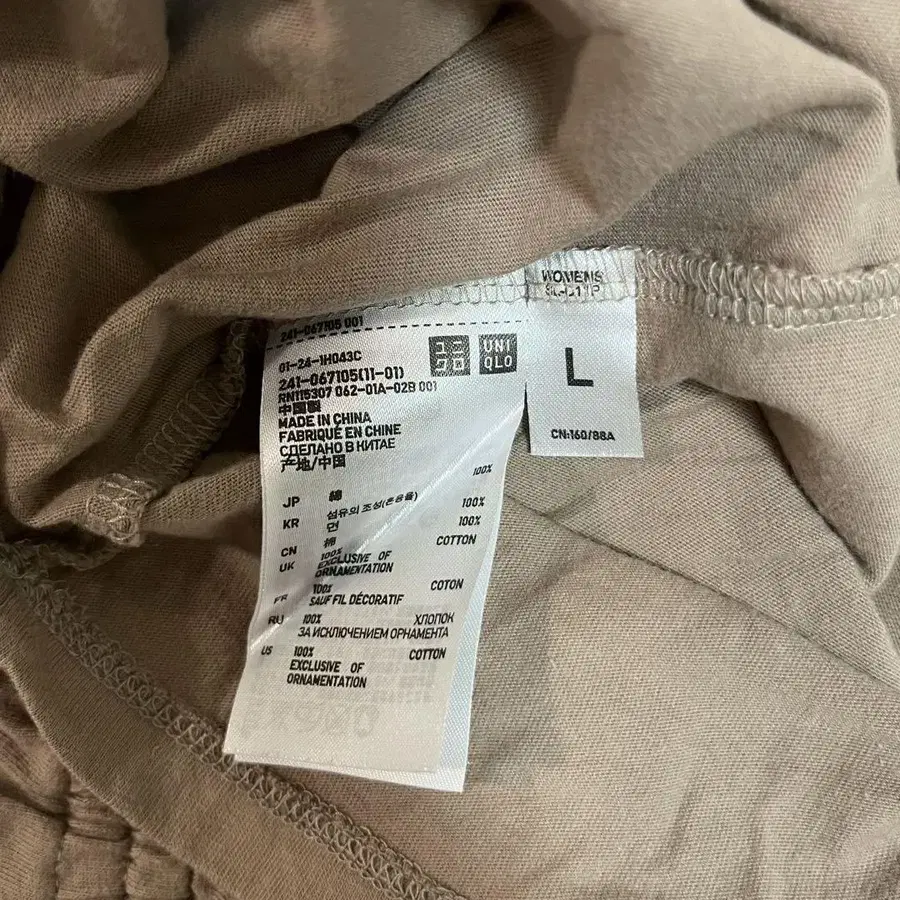 241-067105 001
01-24-1H043C
ユニ
クロ
UNI
QLO
241-067105(11-01)
RN115307 062-01A-02B 001
中国製
MADE IN CHINA
FABRIQUÉ EN CHINE
СДЕЛАНО В КИТАЕ
产地/中国
100%
JP 綿
섬유의 조성(혼용률) 100%
KR 면 100%
CN 棉 COTTON
UK 100%
EXCLUSIVE OF
ORNAMENTATION
COTON
FR 100%
SAUF FIL DÉCORATIF
RU 100% ХЛОПОК
ЗА ИСКЛЮЧЕНИЕМ ОРНАМЕНТА
US 100% COTTON
EXCLUSIVE OF
ORNAMENTATION
WOMENS
L
CN:160/88A